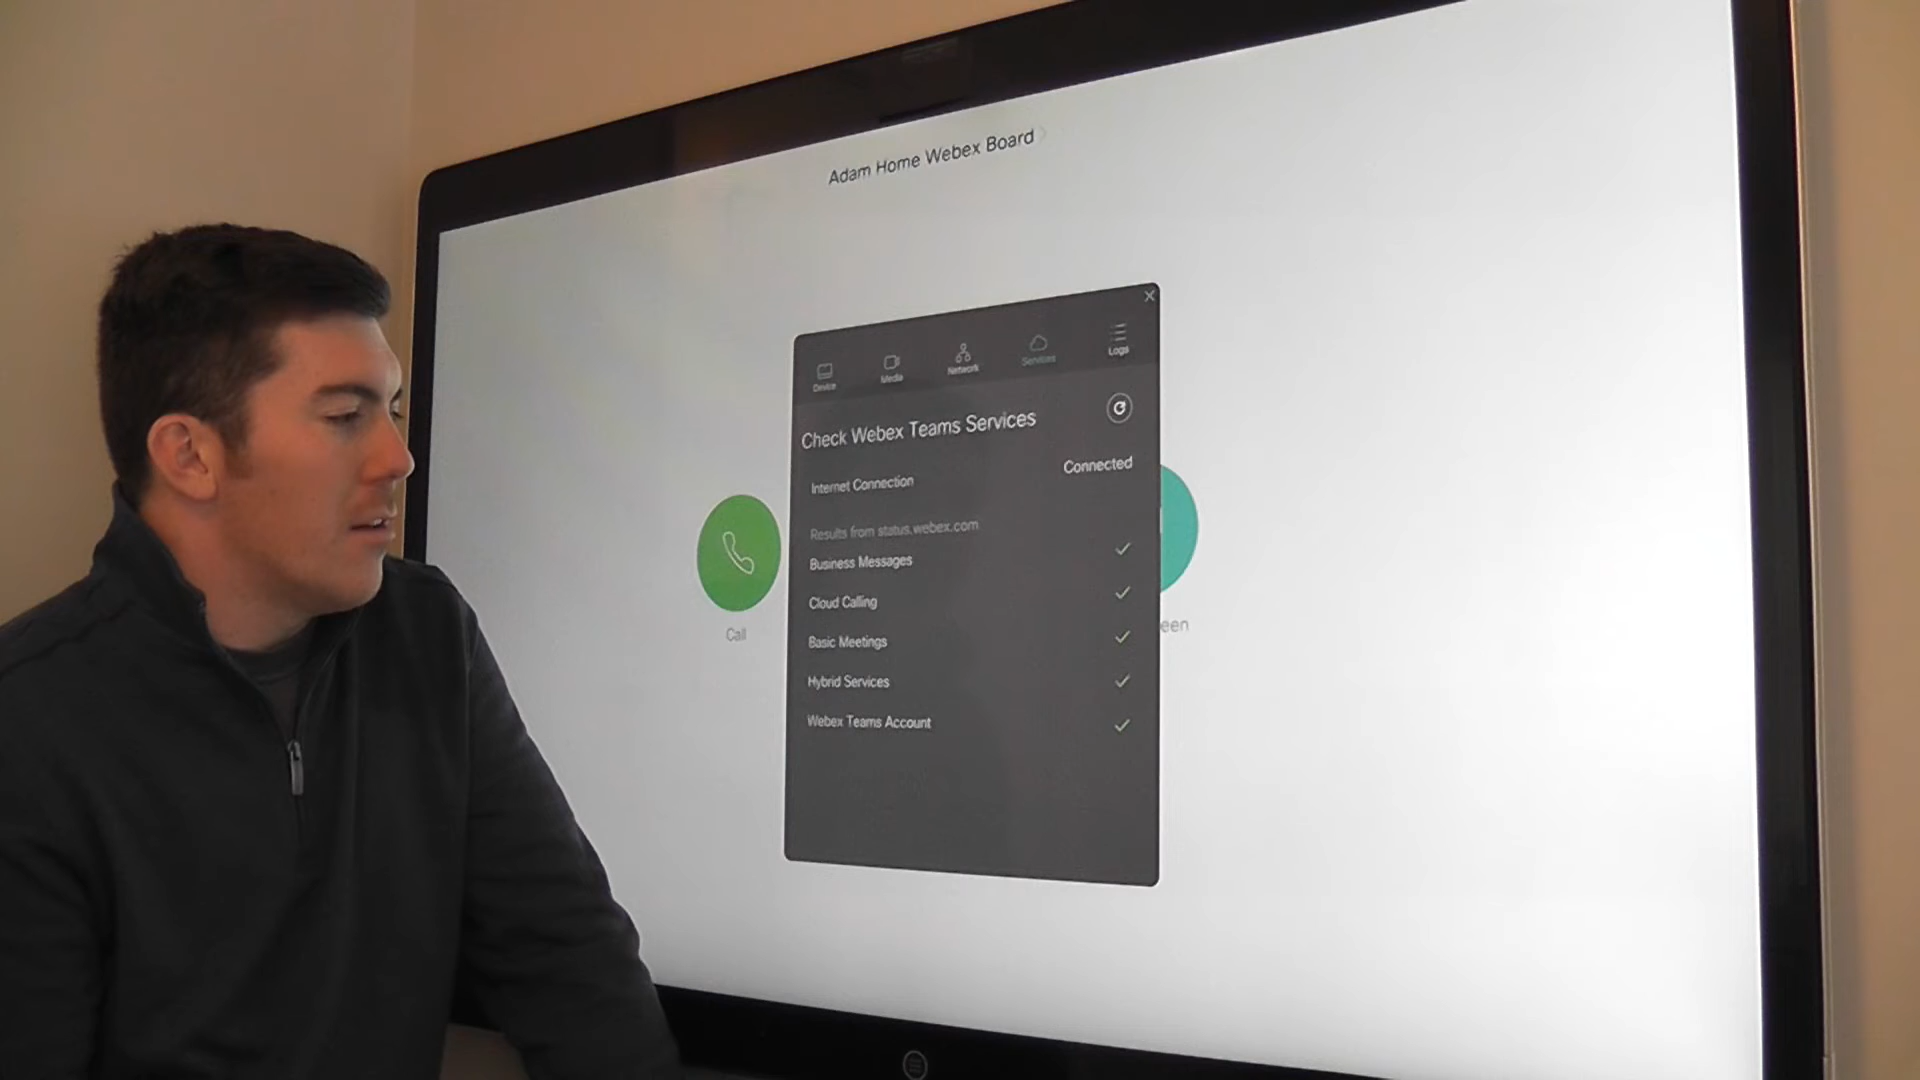 Adam Home Webex Board
Device
Media
Network
Services
Logs
Check Webex Teams Services
Internet Connection
Connected
Results from status.webex.com
Business Messages
Cloud Calling
Basic Meetings
Hybrid Services
Webex Teams Account
Call
een